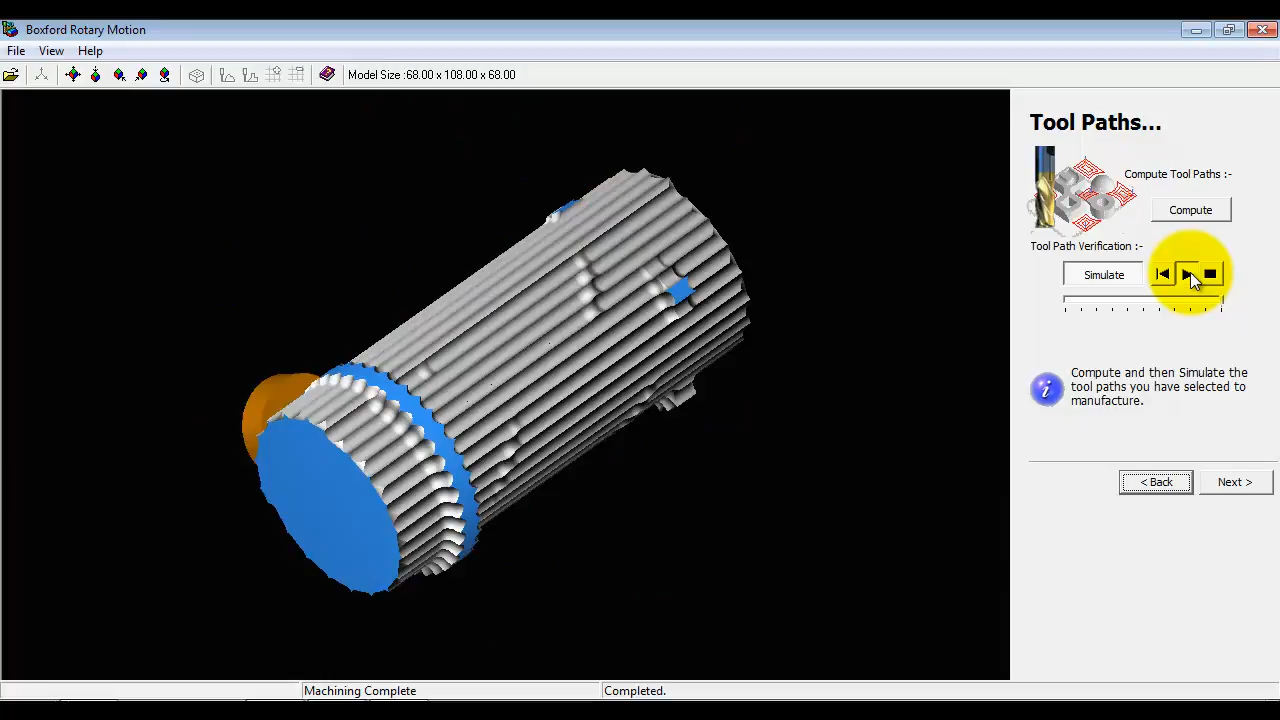 Boxford Rotary Motion
File View Help
Model Size :68.00 x 108.00 x 68.00
Tool Paths...
Compute Tool Paths :-
Compute
Tool Path Verification :-
Simulate
Compute and then Simulate the
tool paths you have selected to
manufacture.
< Back Next >
Machining Complete Completed.